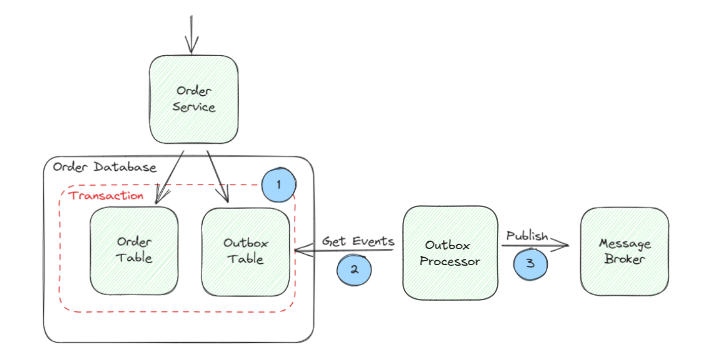 Order
Service
Order Database
Transaction
1
Order
Table
Outbox
Table
Get Events
2
Outbox
Processor
Publish
3
Message
Broker